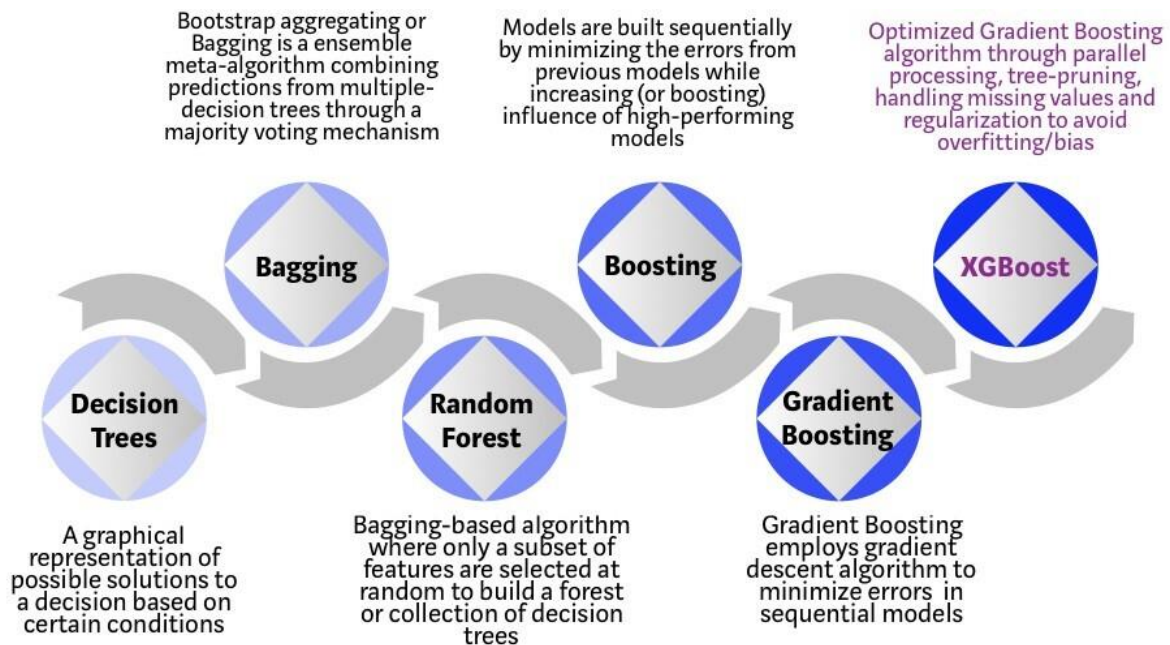 Bootstrap aggregating or
Bagging is a ensemble
meta-algorithm combining
predictions from multiple-
decision trees through a
majority voting mechanism
Models are built sequentially
by minimizing the errors from
previous models while
increasing (or boosting)
influence of high-performing
models
Optimized Gradient Boosting
algorithm through parallel
processing, tree-pruning,
handling missing values and
regularization to avoid
overfitting/bias
Bagging
Boosting
XGBoost
Decision
Trees
Random
Forest
Gradient
Boosting
A graphical
representation of
possible solutions to
a decision based on
certain conditions
Bagging-based algorithm
where only a subset of
features are selected at
random to build a forest
or collection of decision
trees
Gradient Boosting
employs gradient
descent algorithm to
minimize errors in
sequential models